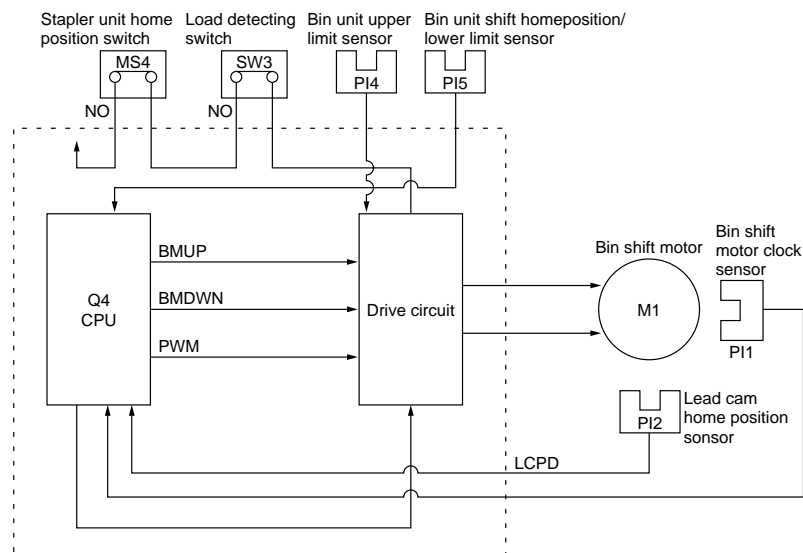 Stapler unit home
position switch
Load detecting
switch
Bin unit upper
limit sensor
Bin unit shift homeposition/
lower limit sensor
MS4
SW3
PI4
PI5
NO
NO
Q4
CPU
BMUP
BMDWN
PWM
Drive circuit
Bin shift motor
M1
Bin shift
motor clock
sensor
PI1
PI2
Lead cam
home position
sonsor
LCPD